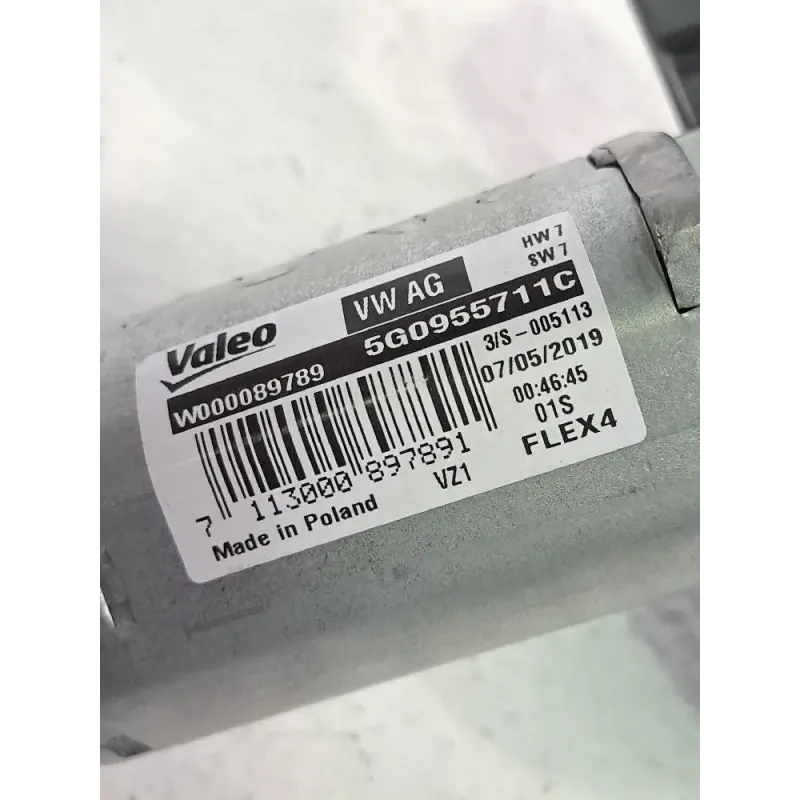 HW 7
SW 7
Valeo
VW AG
W000089789
5G0955711C
3/S-005113
07/05/2019
00:46:45
01S
FLEX4
7 113000 897891
VZ1
Made in Poland